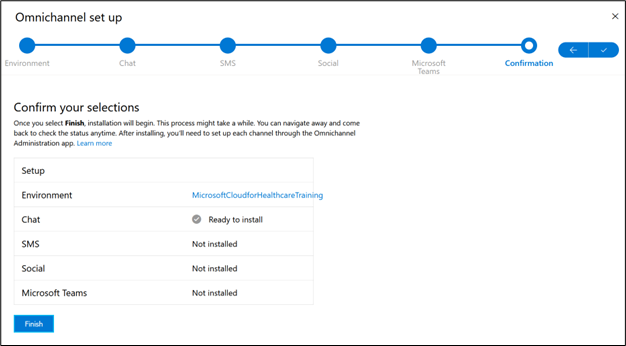 Omnichannel set up
Environment
Chat
SMS
Social
Microsoft
Teams
Confirmation
Confirm your selections
Once you select Finish, installation will begin. This process might take a while. You can navigate away and come
back to check the status anytime. After installing, you'll need to set up each channel through the Omnichannel
Administration app. Learn more
Setup
Environment MicrosoftCloudforHealthcareTraining
Chat Ready to install
SMS Not installed
Social Not installed
Microsoft Teams Not installed
Finish